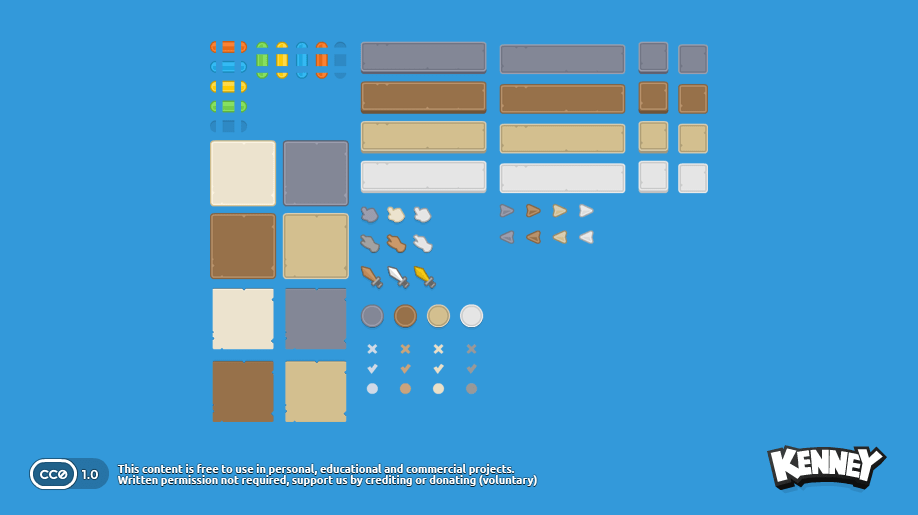 CC0 1.0
This content is free to use in personal, educational and commercial projects.
Written permission not required, support us by crediting or donating (voluntary)
KENNEY